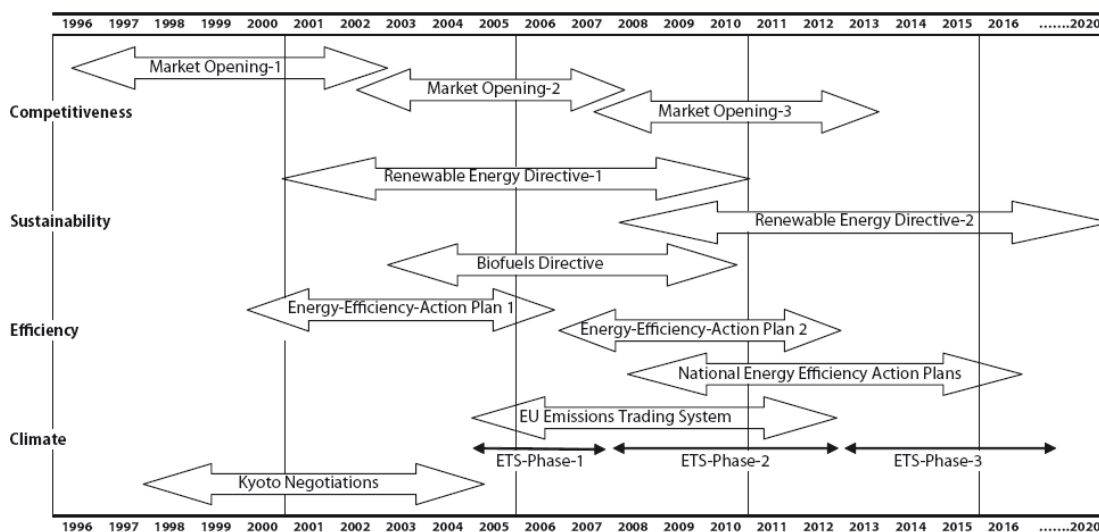 1996 1997 1998 1999 2000 2001 2002 2003 2004 2005 2006 2007 2008 2009 2010 2011 2012 2013 2014 2015 2016 .......2020
Market Opening-1
Market Opening-2
Competitiveness
Market Opening-3
Renewable Energy Directive-1
Sustainability
Renewable Energy Directive-2
Biofuels Directive
Energy-Efficiency-Action Plan 1
Efficiency
Energy-Efficiency-Action Plan 2
National Energy Efficiency Action Plans
EU Emissions Trading System
Climate
ETS-Phase-1 ETS-Phase-2 ETS-Phase-3
Kyoto Negotiations
1996 1997 1998 1999 2000 2001 2002 2003 2004 2005 2006 2007 2008 2009 2010 2011 2012 2013 2014 2015 2016 .......2020